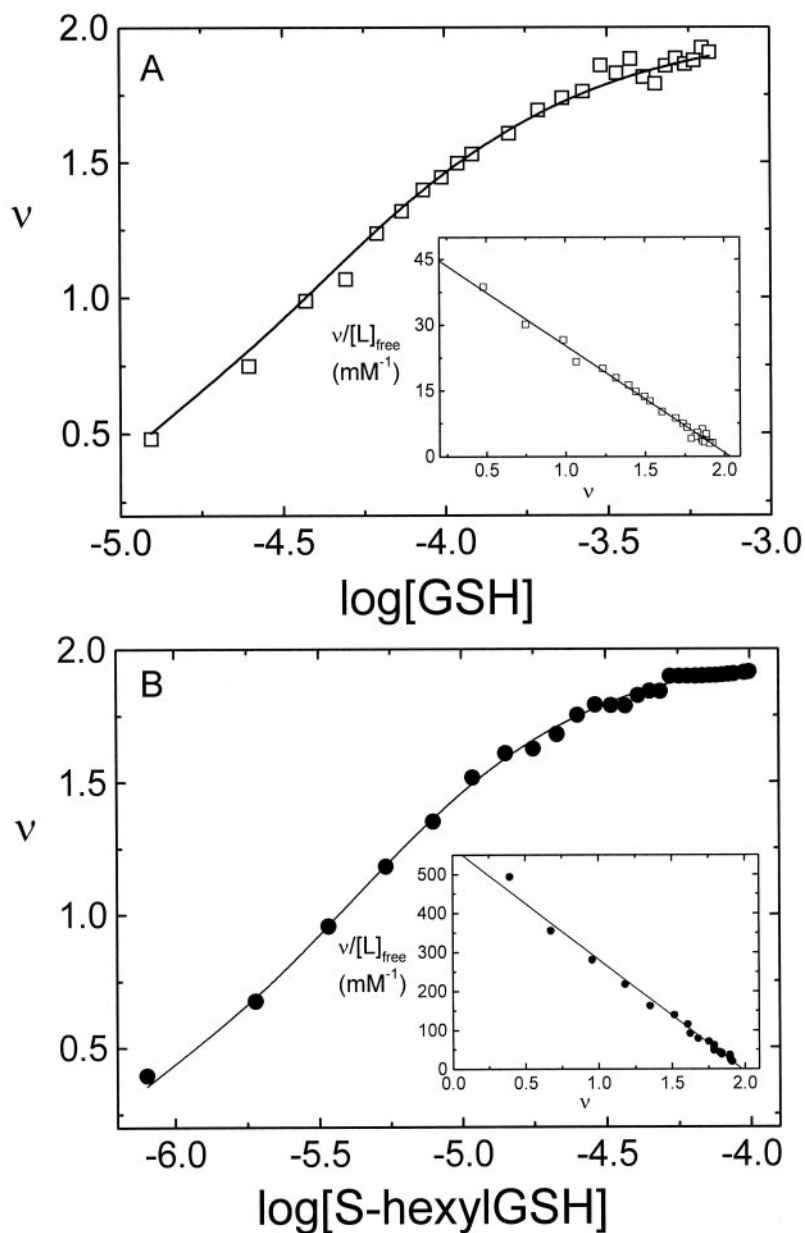 A
2.0
1.5
1.0
0.5
ν
-5.0 -4.5 -4.0 -3.5 -3.0
log[GSH]
45
30
15
0
ν/[L]free
(mM-1)
0.5 1.0 1.5 2.0
ν
B
2.0
1.5
1.0
0.5
ν
-6.0 -5.5 -5.0 -4.5 -4.0
log[S-hexylGSH]
500
400
300
200
100
0
ν/[L]free
(mM-1)
0.0 0.5 1.0 1.5 2.0
ν